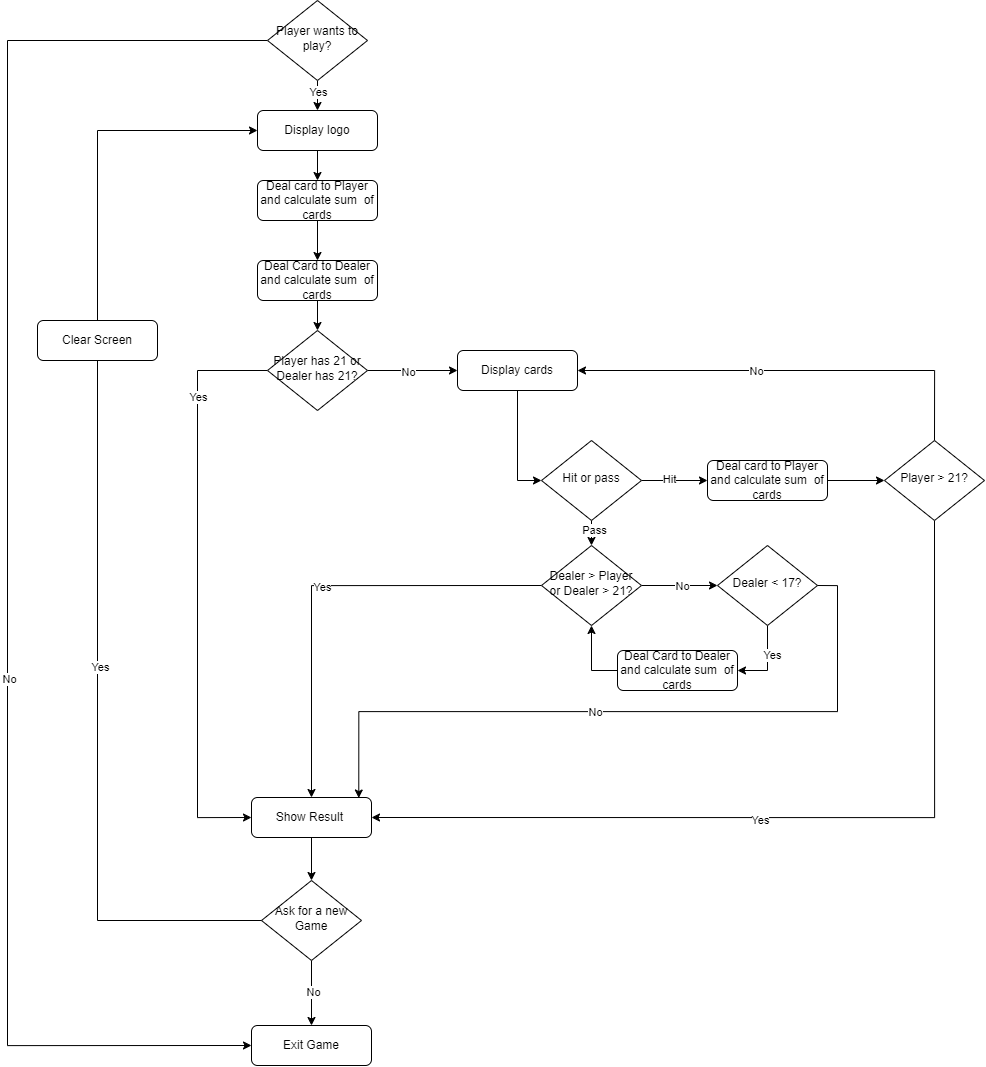 Player wants to
play?
Yes
Display logo
Deal card to Player
and calculate sum of
cards
Deal Card to Dealer
and calculate sum of
cards
Clear Screen
Player has 21 or
Dealer has 21?
No
Display cards
No
Yes
Hit or pass
Hit
Deal card to Player
and calculate sum of
cards
Player > 21?
Pass
Dealer > Player
or Dealer > 21?
No
Dealer < 17?
Yes
Yes
Deal Card to Dealer
and calculate sum of
cards
Yes
No
No
Show Result
Yes
Ask for a new
Game
No
Exit Game